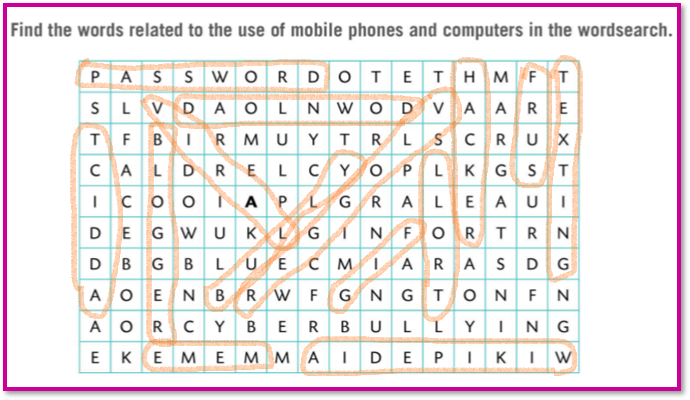 Find the words related to the use of mobile phones and computers in the wordsearch.
P A S S W O R D O T E T H M F T
S L V D A O L N W O D V A A R E
T F B I R M U Y T R L S C R U X
C A L D R E L C Y O P L K G S T
I C O O I A P L G R A L E A U I
D E G W U K L G I N F O R T R N
D B G B L U E C M I A R A S D G
A O E N B R W F G N G T O N F N
A O R C Y B E R B U L L Y I N G
E K E M E M M A I D E P I K I W